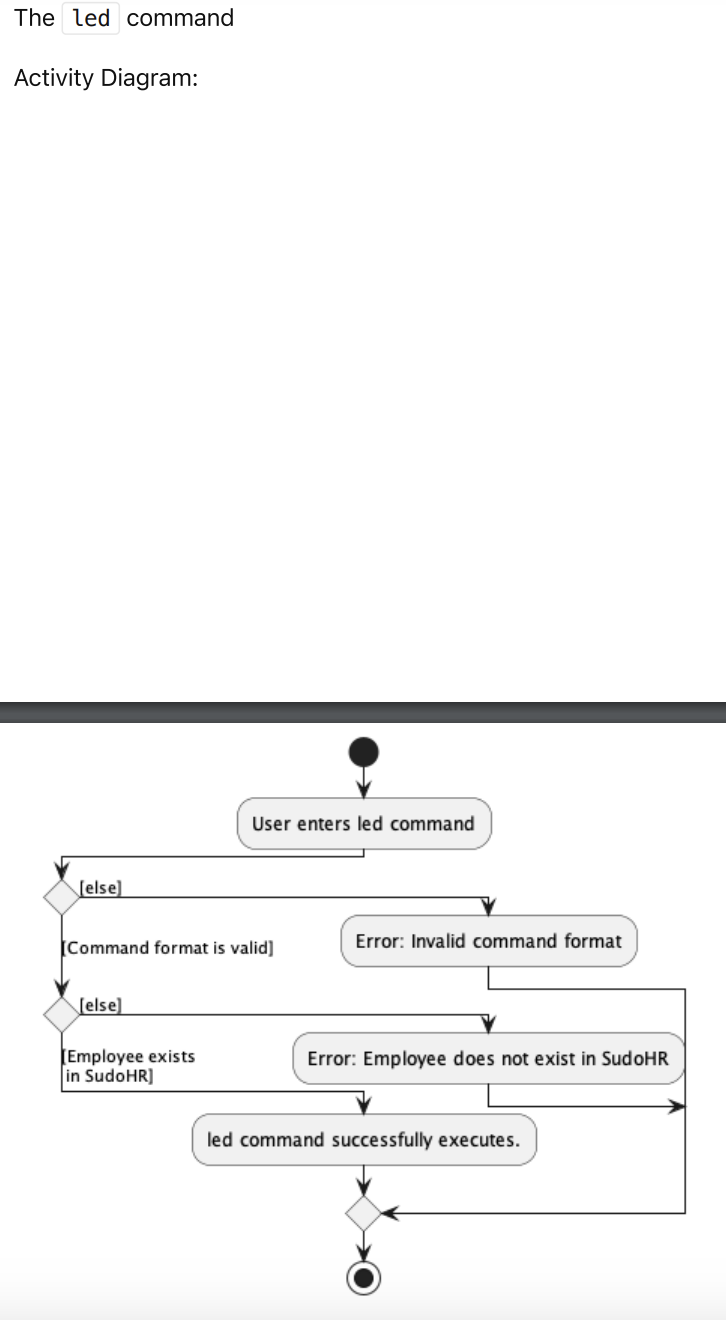 The led command
Activity Diagram:
User enters led command
[else]
[Command format is valid]
Error: Invalid command format
[else]
[Employee exists
in SudoHR]
Error: Employee does not exist in SudoHR
led command successfully executes.